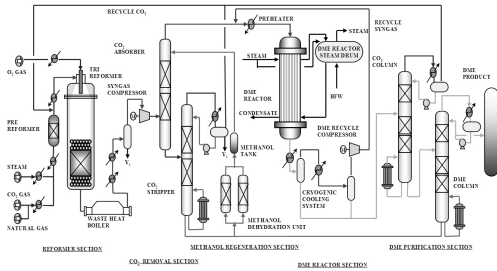 RECYCLE CO2
PREHEATER
STEAM
RECYCLE
SYNGAS
CO2
ABSORBER
DME REACTOR
STEAM DRUM
CO2
COLUMN
DME
PRODUCT
TRI
REFORMER
O2 GAS
STEAM
SYNGAS
COMPRESSOR
DME
REACTOR
BFW
CONDENSATE
PRE
REFORMER
DME RECYCLE
COMPRESSOR
METHANOL
TANK
V1
V1
STEAM
CO2
STRIPPER
DME
COLUMN
CO2 GAS
CRYOGENIC
COOLING
SYSTEM
NATURAL GAS
WASTE HEAT
BOILER
METHANOL
DEHYDRATION UNIT
REFORMER SECTION
METHANOL REGENERATION SECTION
DME PURIFICATION SECTION
CO2 REMOVAL SECTION
DME REACTOR SECTION